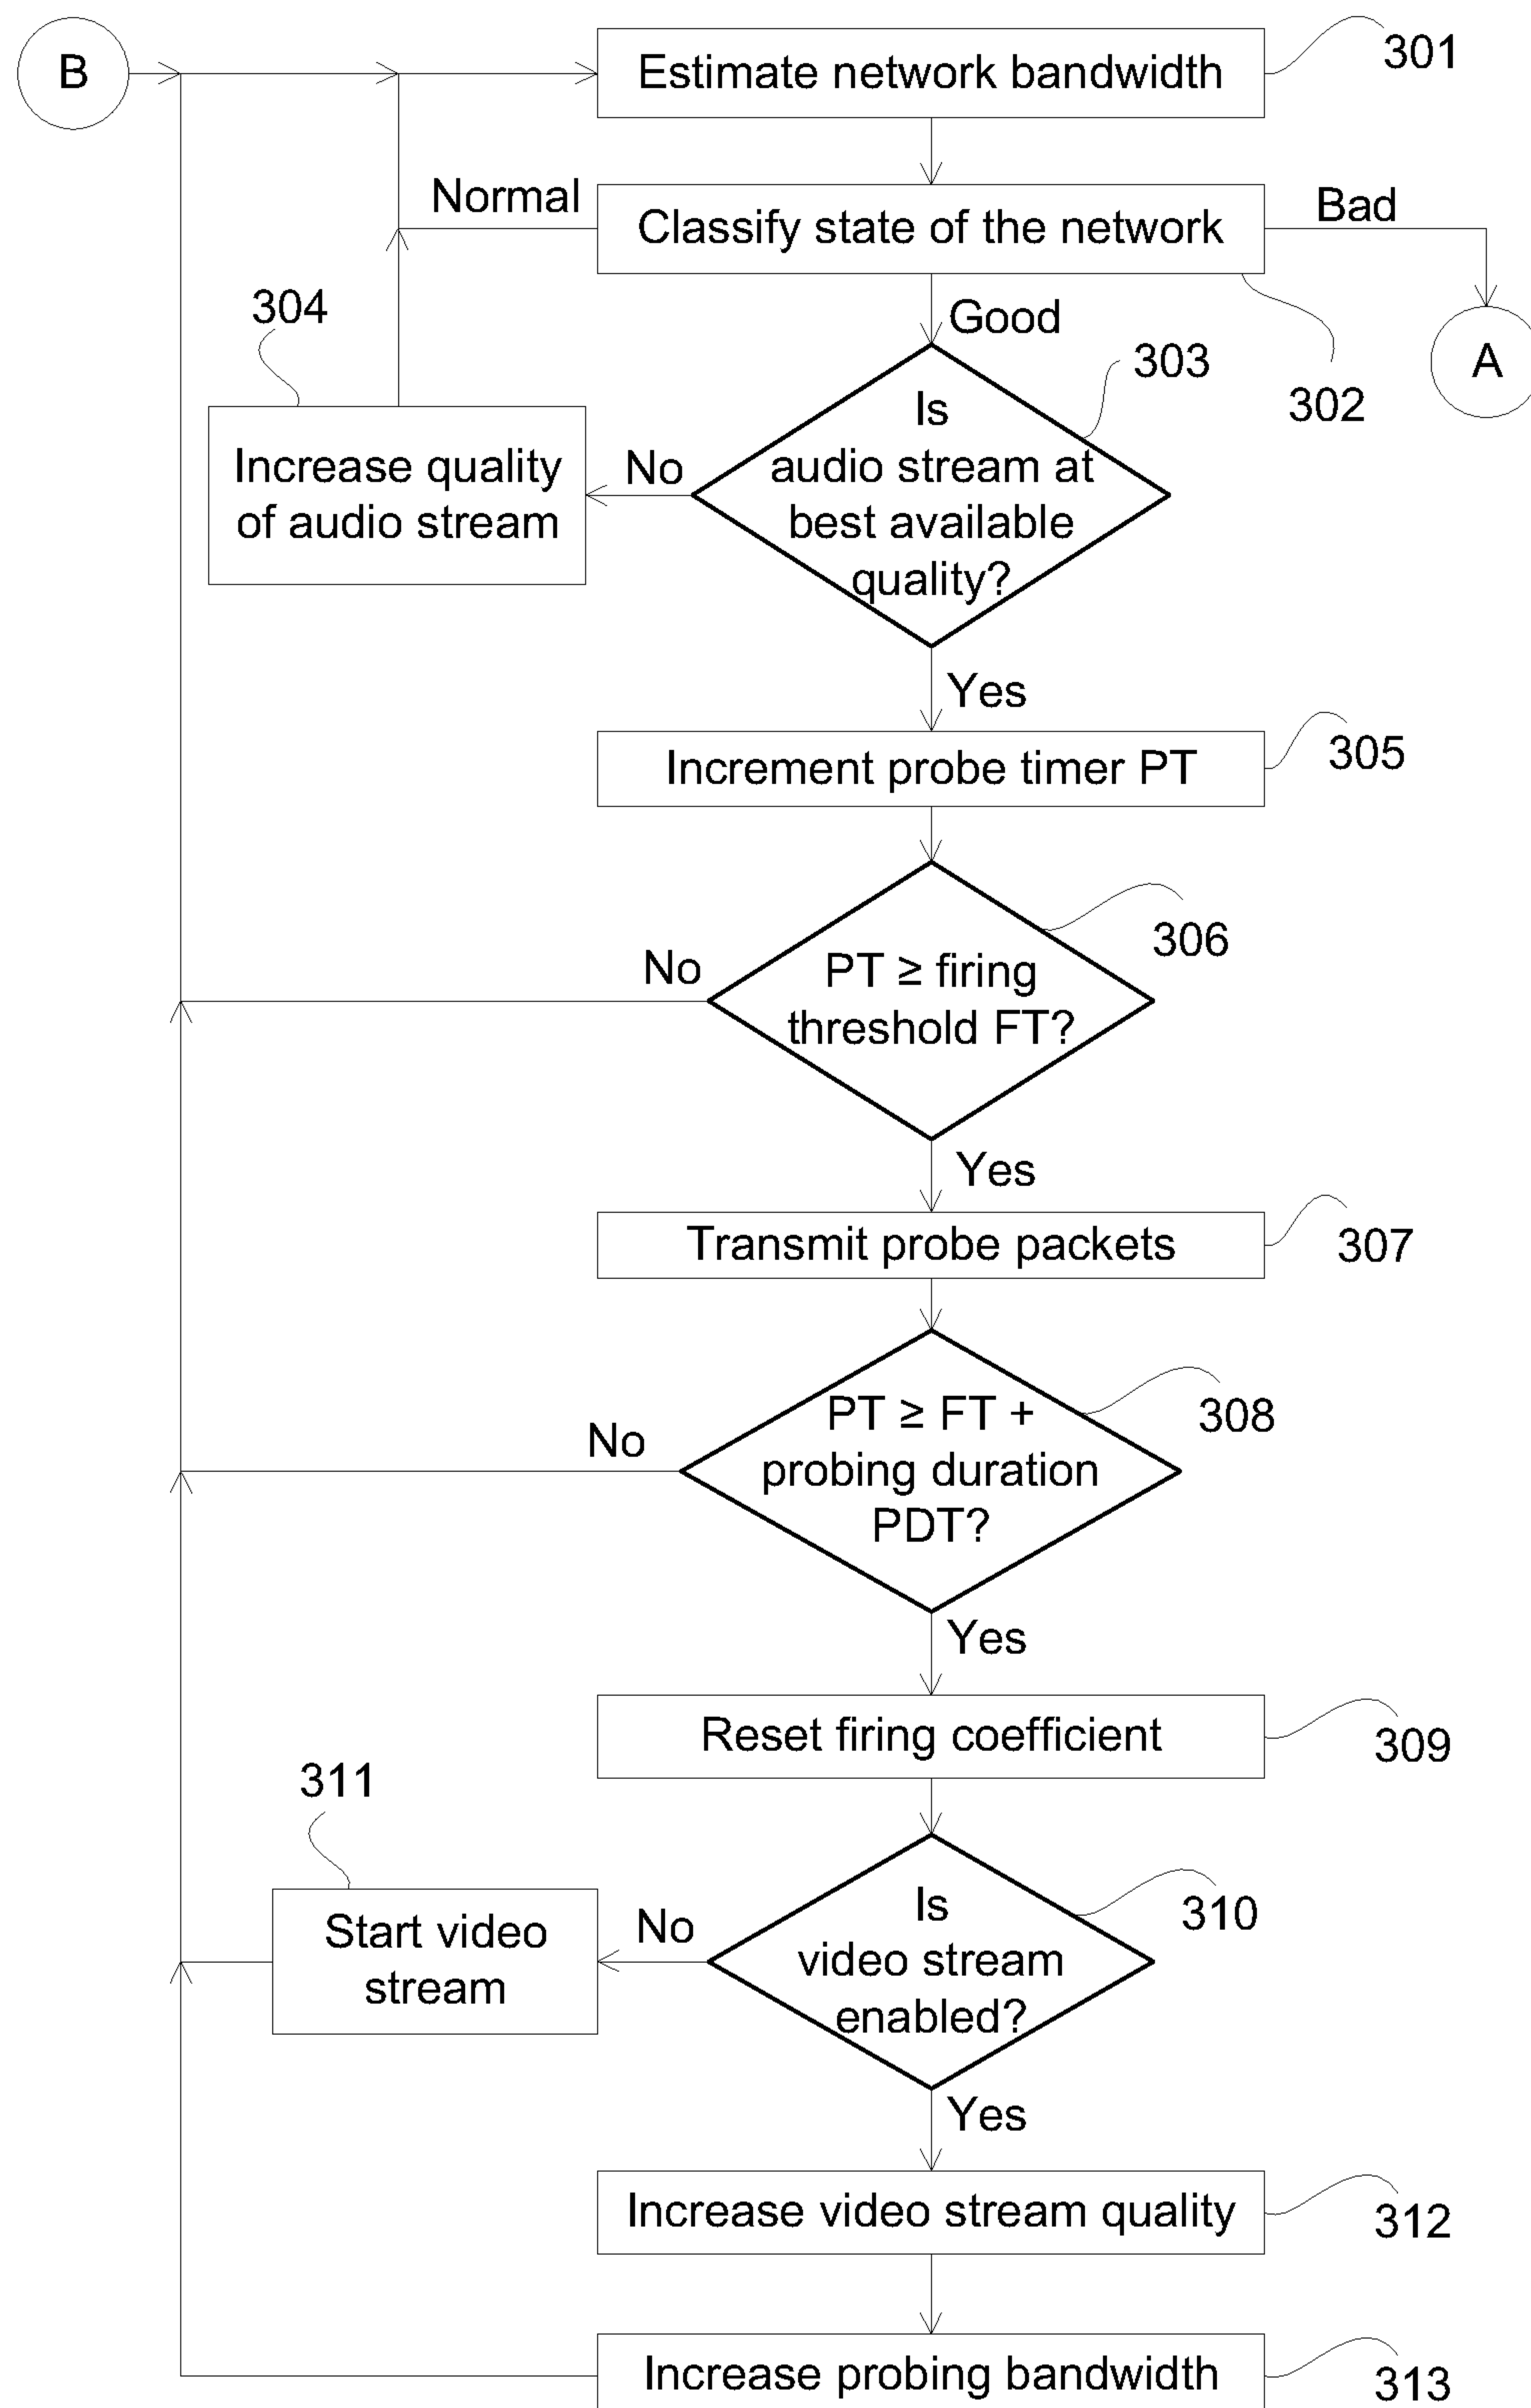 B
Estimate network bandwidth
301
Normal
Classify state of the network
Bad
304
Good
303
302
A
Is
audio stream at
best available
quality?
No
Increase quality
of audio stream
Yes
Increment probe timer PT
305
306
No
PT ≥ firing
threshold FT?
Yes
Transmit probe packets
307
308
No
PT ≥ FT +
probing duration
PDT?
Yes
Reset firing coefficient
309
311
310
Start video
stream
No
Is
video stream
enabled?
Yes
Increase video stream quality
312
Increase probing bandwidth
313